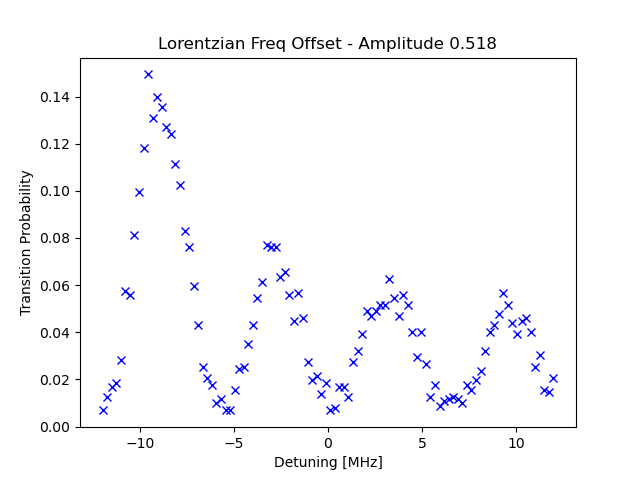 Lorentzian Freq Offset - Amplitude 0.518
Transition Probability
0.14
0.12
0.10
0.08
0.06
0.04
0.02
0.00
−10 −5 0 5 10
Detuning [MHz]